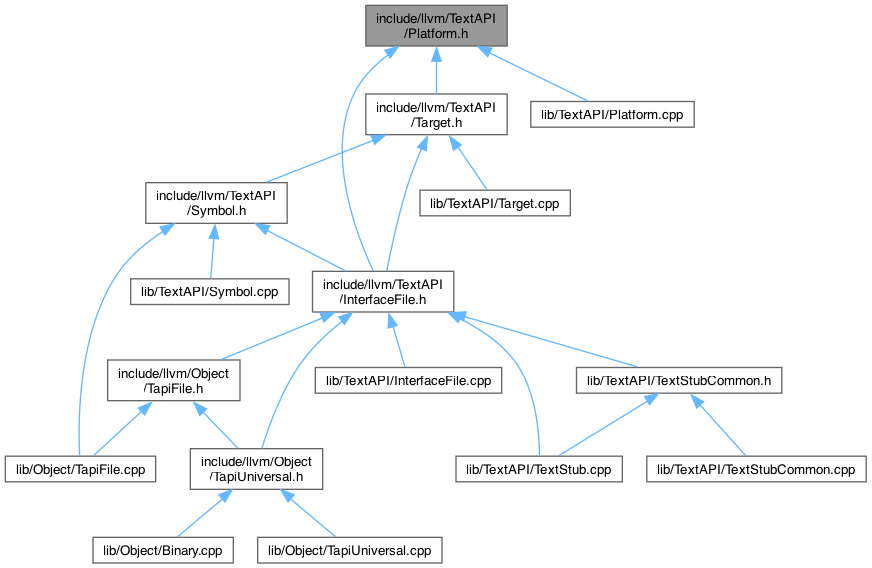 include/llvm/TextAPI
/Platform.h
include/llvm/TextAPI
/Target.h
lib/TextAPI/Platform.cpp
include/llvm/TextAPI
/Symbol.h
lib/TextAPI/Target.cpp
lib/TextAPI/Symbol.cpp
include/llvm/TextAPI
/InterfaceFile.h
include/llvm/Object
/TapiFile.h
lib/TextAPI/InterfaceFile.cpp
lib/TextAPI/TextStubCommon.h
lib/Object/TapiFile.cpp
include/llvm/Object
/TapiUniversal.h
lib/TextAPI/TextStub.cpp
lib/TextAPI/TextStubCommon.cpp
lib/Object/Binary.cpp
lib/Object/TapiUniversal.cpp